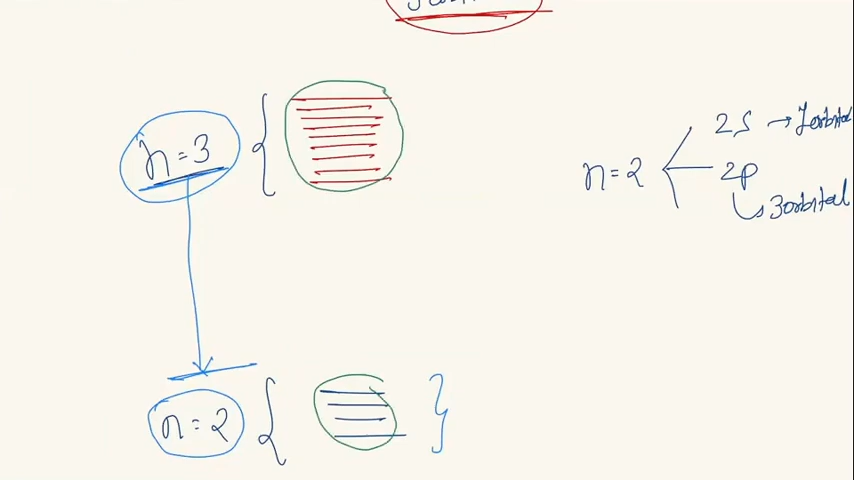 n=3
2s → 1 orbital
n=2
2p
3 orbital
n=2